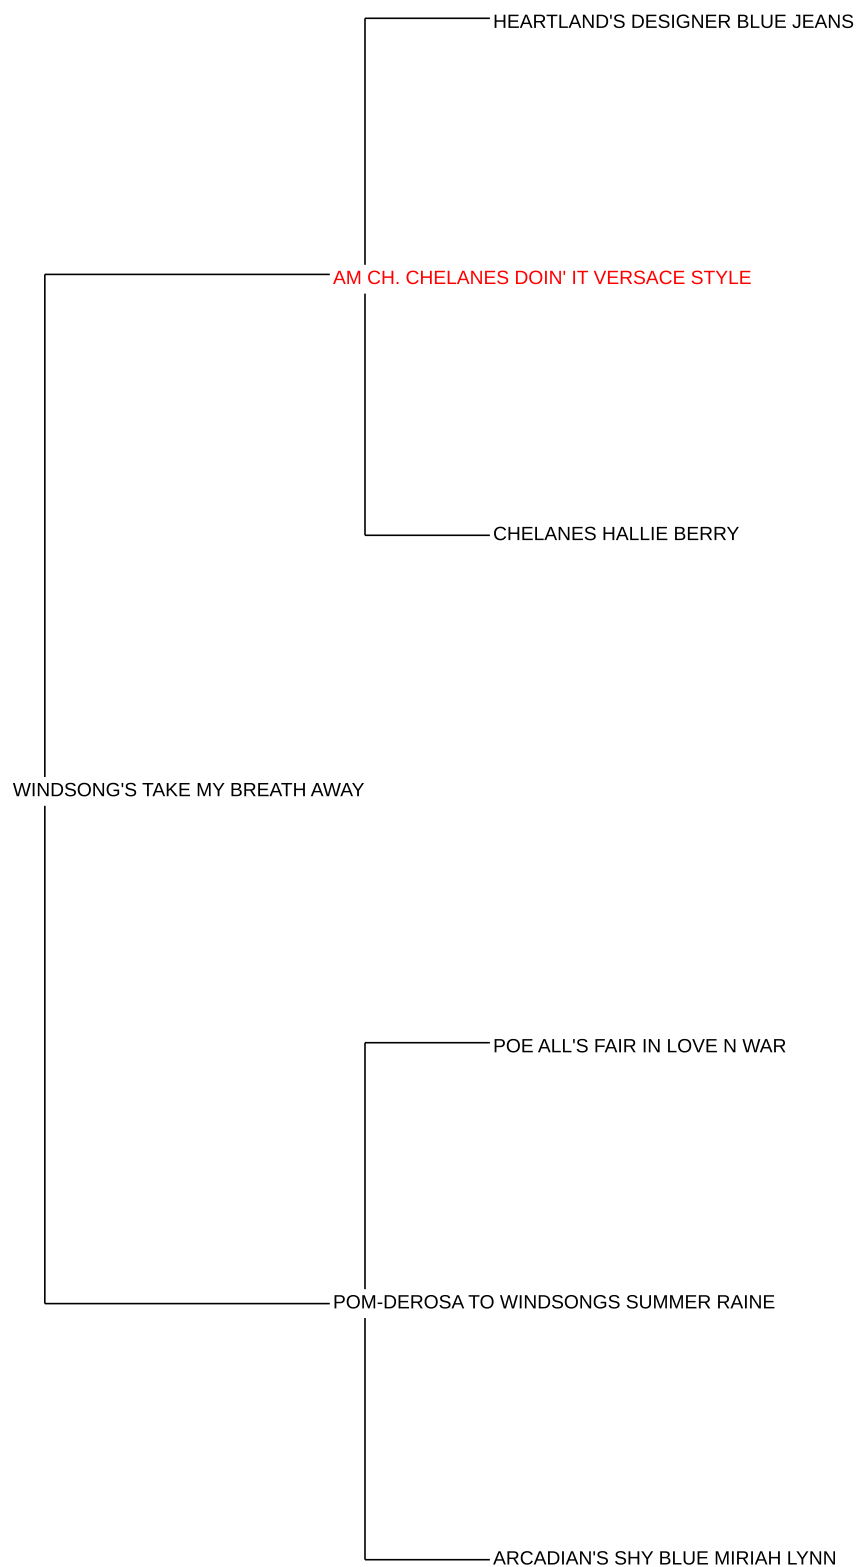 HEARTLAND'S DESIGNER BLUE JEANS
AM CH. CHELANES DOIN' IT VERSACE STYLE
CHELANES HALLIE BERRY
WINDSONG'S TAKE MY BREATH AWAY
POE ALL'S FAIR IN LOVE N WAR
POM-DEROSA TO WINDSONGS SUMMER RAINE
ARCADIAN'S SHY BLUE MIRIAH LYNN